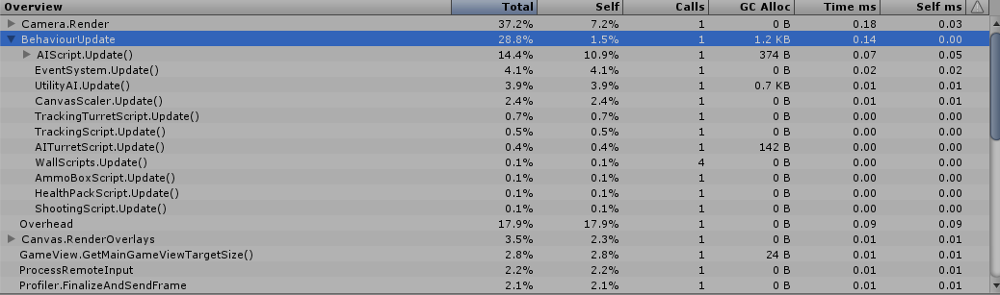 Overview Total Self Calls GC Alloc Time ms Self ms
Camera.Render 37.2% 7.2% 1 0 B 0.18 0.03
BehaviourUpdate 28.8% 1.5% 1 1.2 KB 0.14 0.00
AIScript.Update() 14.4% 10.9% 1 374 B 0.07 0.05
EventSystem.Update() 4.1% 4.1% 1 0 B 0.02 0.02
UtilityAI.Update() 3.9% 3.9% 1 0.7 KB 0.01 0.01
CanvasScaler.Update() 2.4% 2.4% 1 0 B 0.01 0.01
TrackingTurretScript.Update() 0.7% 0.7% 1 0 B 0.00 0.00
TrackingScript.Update() 0.5% 0.5% 1 0 B 0.00 0.00
AITurretScript.Update() 0.4% 0.4% 1 142 B 0.00 0.00
WallScripts.Update() 0.1% 0.1% 4 0 B 0.00 0.00
AmmoBoxScript.Update() 0.1% 0.1% 1 0 B 0.00 0.00
HealthPackScript.Update() 0.1% 0.1% 1 0 B 0.00 0.00
ShootingScript.Update() 0.1% 0.1% 1 0 B 0.00 0.00
Overhead 17.9% 17.9% 1 0 B 0.09 0.09
Canvas.RenderOverlays 3.5% 2.3% 1 0 B 0.01 0.01
GameView.GetMainGameViewTargetSize() 2.8% 2.8% 1 24 B 0.01 0.01
ProcessRemoteInput 2.2% 2.2% 1 0 B 0.01 0.01
Profiler.FinalizeAndSendFrame 2.1% 2.1% 1 0 B 0.01 0.01